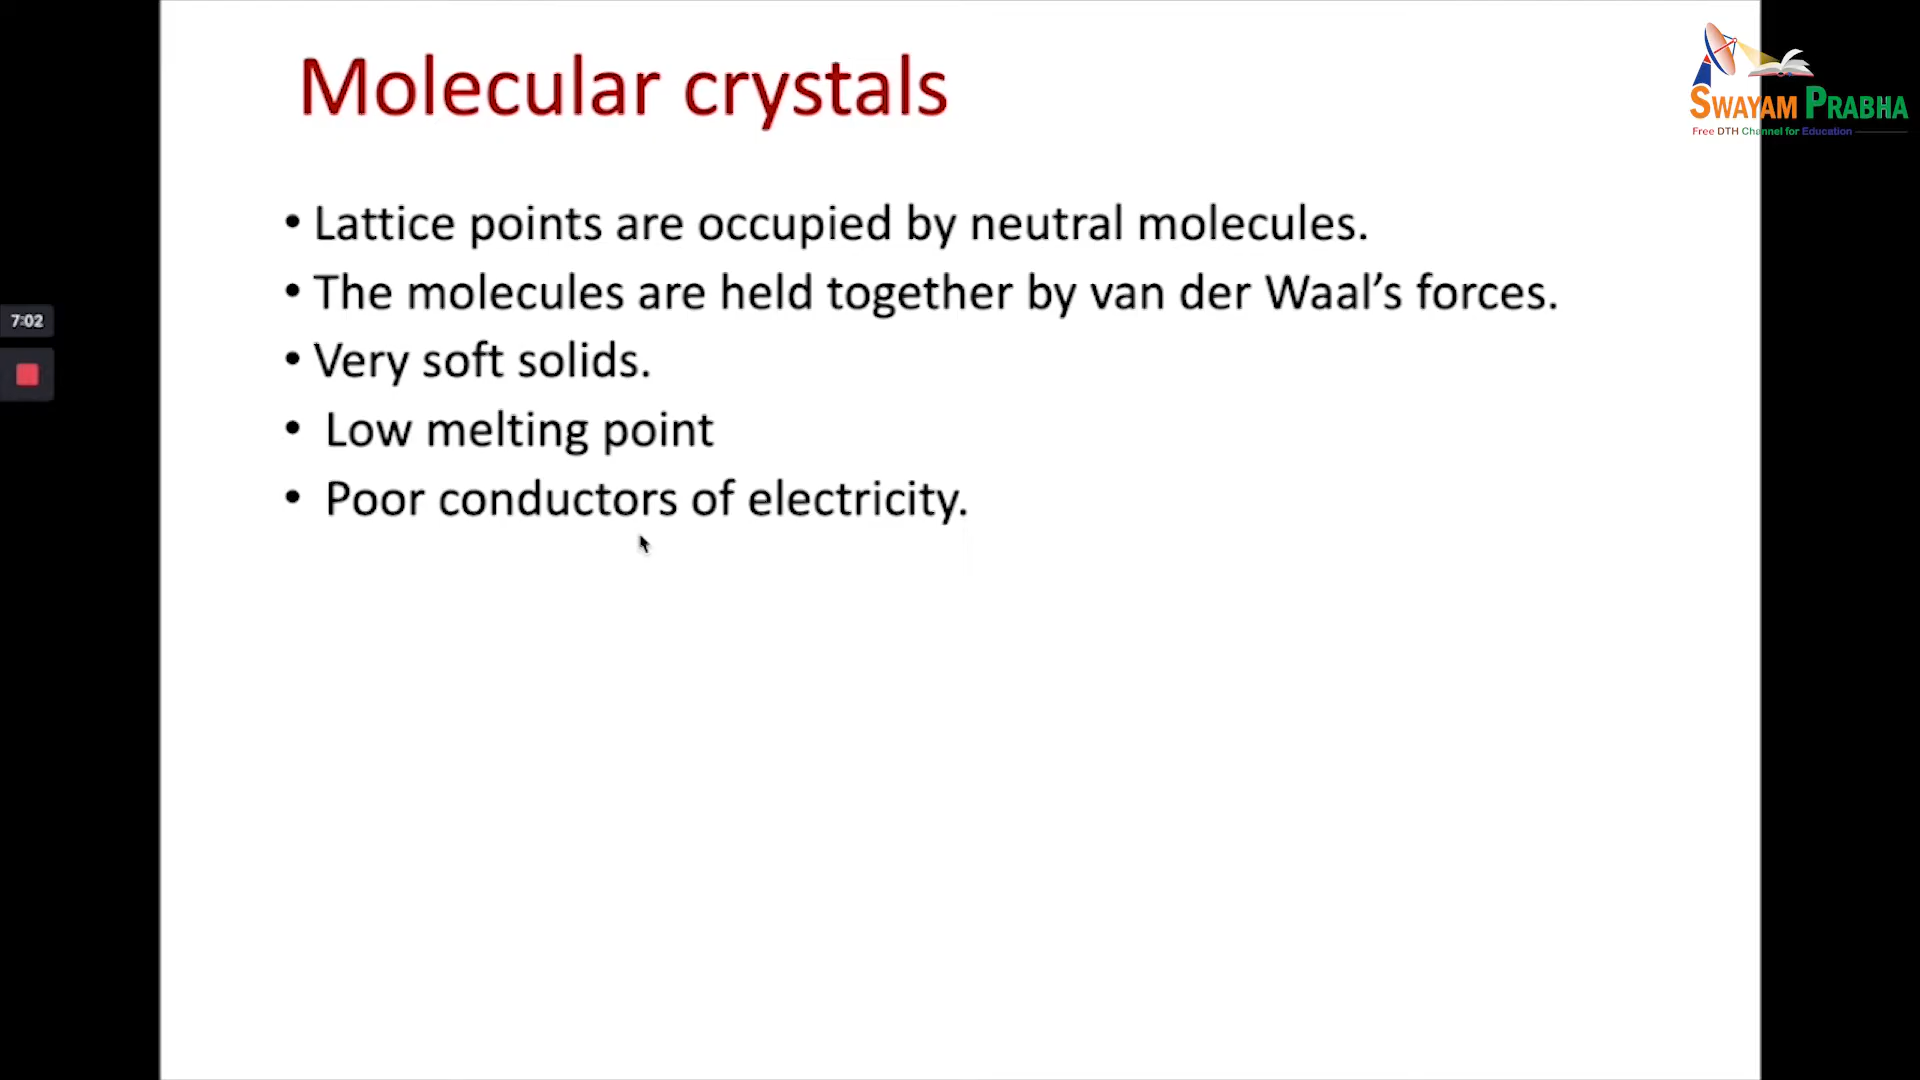 Molecular crystals
SWAYAM PRABHA
Free DTH Channel for Education
• Lattice points are occupied by neutral molecules.
• The molecules are held together by van der Waal’s forces.
7:02
• Very soft solids.
• Low melting point
• Poor conductors of electricity.